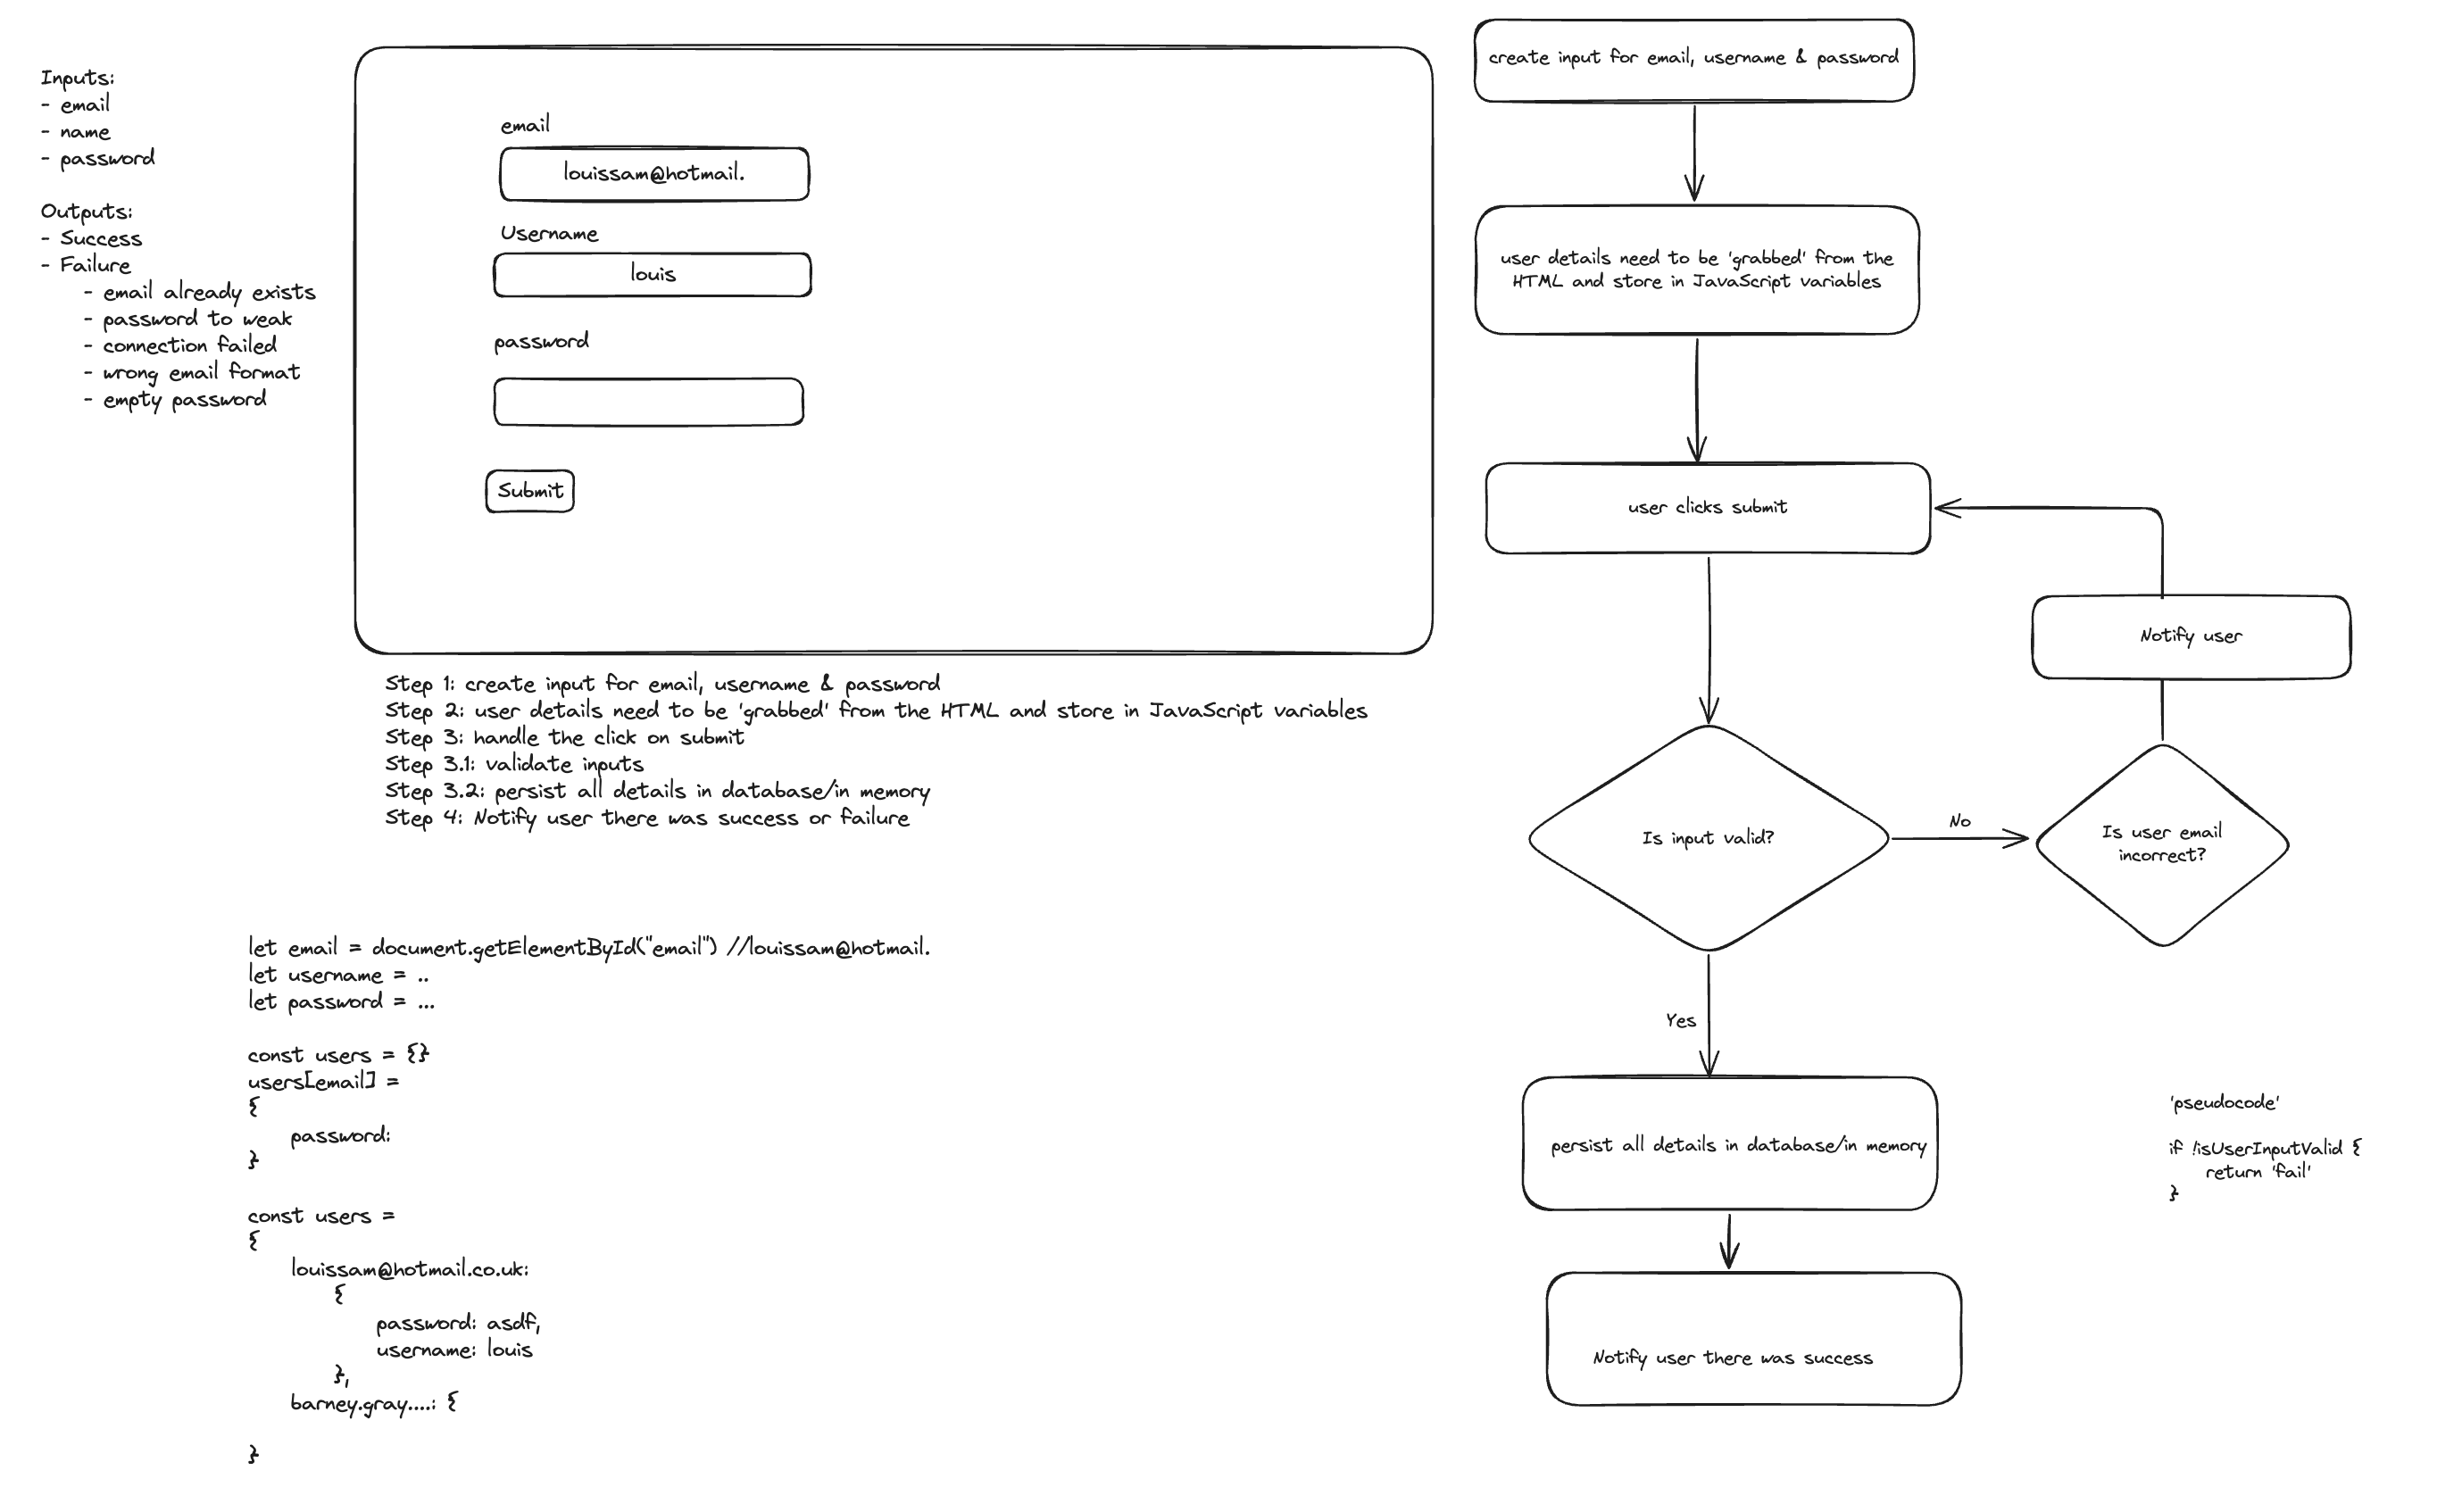 Inputs:
- email
- name
- password
Outputs:
- Success
- Failure
- email already exists
- password to weak
- connection failed
- wrong email format
- empty password
email
louissam@hotmail.
Username
louis
password
Submit
Step 1: create input for email, username & password
Step 2: user details need to be 'grabbed' from the HTML and store in JavaScript variables
Step 3: handle the click on submit
Step 3.1: validate inputs
Step 3.2: persist all details in database/in memory
Step 4: Notify user there was success or failure
let email = document.getElementById("email") //louissam@hotmail.
let username = ..
let password = ...
const users = {}
users[email] =
{
password:
}
const users =
{
louissam@hotmail.co.uk:
{
password: asdf,
username: louis
},
barney.gray....: {
}
create input for email, username & password
user details need to be 'grabbed' from the
HTML and store in JavaScript variables
user clicks submit
Notify user
Is input valid?
No
Is user email
incorrect?
Yes
persist all details in database/in memory
Notify user there was success
'pseudocode'
if !isUserInputValid {
return 'fail'
}